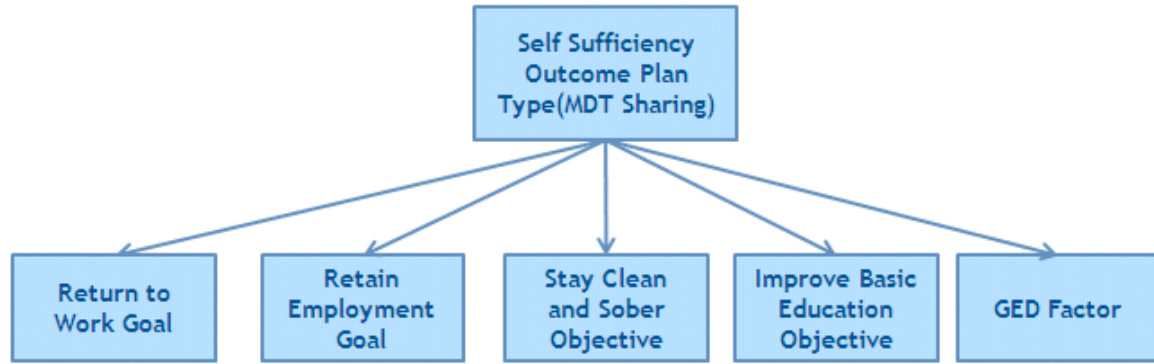 Self Sufficiency
Outcome Plan
Type(MDT Sharing)
Return to
Work Goal
Retain
Employment
Goal
Stay Clean
and Sober
Objective
Improve Basic
Education
Objective
GED Factor